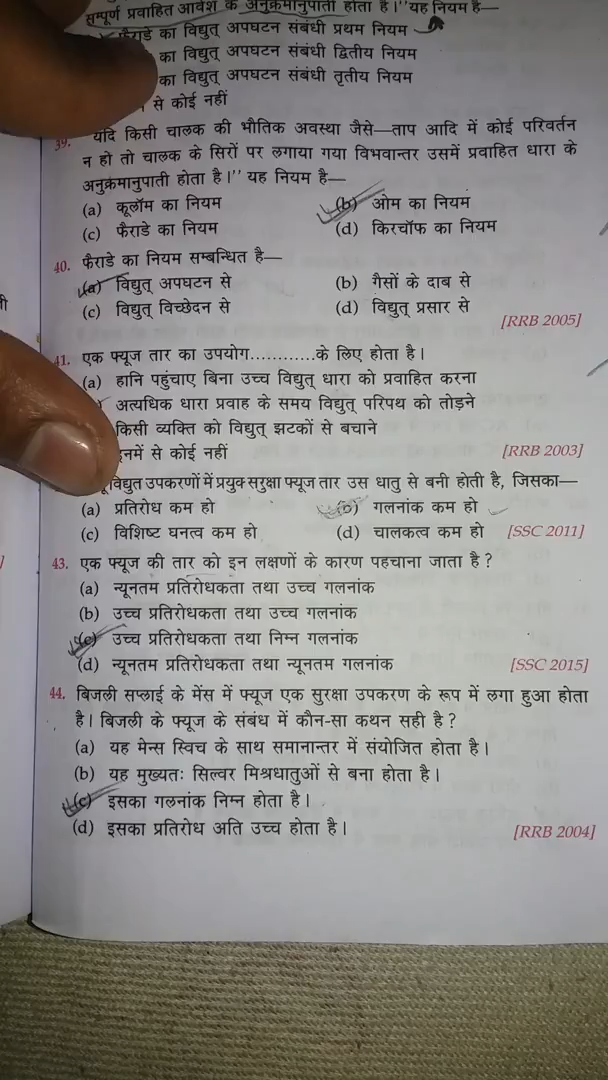 सम्पूर्ण प्रवाहित आवेश के अनुक्रमानुपाती होता है।'' यह नियम है—
फैराडे का विद्युत् अपघटन संबंधी प्रथम नियम
का विद्युत् अपघटन संबंधी द्वितीय नियम
का विद्युत् अपघटन संबंधी तृतीय नियम
से कोई नहीं
39. यदि किसी चालक की भौतिक अवस्था जैसे—ताप आदि में कोई परिवर्तन
न हो तो चालक के सिरों पर लगाया गया विभवान्तर उसमें प्रवाहित धारा के
अनुक्रमानुपाती होता है।'' यह नियम है—
(a) कूलॉम का नियम (b) ओम का नियम
(c) फैराडे का नियम (d) किरचॉफ का नियम
40. फैराडे का नियम सम्बन्धित है—
(a) विद्युत् अपघटन से (b) गैसों के दाब से
(c) विद्युत् विच्छेदन से (d) विद्युत् प्रसार से
[RRB 2005]
41. एक फ्यूज तार का उपयोग............के लिए होता है।
(a) हानि पहुंचाए बिना उच्च विद्युत् धारा को प्रवाहित करना
अत्यधिक धारा प्रवाह के समय विद्युत् परिपथ को तोड़ने
किसी व्यक्ति को विद्युत् झटकों से बचाने
इनमें से कोई नहीं [RRB 2003]
विद्युत उपकरणों में प्रयुक्त सुरक्षा फ्यूज तार उस धातु से बनी होती है, जिसका—
(a) प्रतिरोध कम हो (b) गलनांक कम हो
(c) विशिष्ट घनत्व कम हो (d) चालकत्व कम हो [SSC 2011]
43. एक फ्यूज की तार को इन लक्षणों के कारण पहचाना जाता है?
(a) न्यूनतम प्रतिरोधकता तथा उच्च गलनांक
(b) उच्च प्रतिरोधकता तथा उच्च गलनांक
(c) उच्च प्रतिरोधकता तथा निम्न गलनांक
(d) न्यूनतम प्रतिरोधकता तथा न्यूनतम गलनांक [SSC 2015]
44. बिजली सप्लाई के मेंस में फ्यूज एक सुरक्षा उपकरण के रूप में लगा हुआ होता
है। बिजली के फ्यूज के संबंध में कौन-सा कथन सही है?
(a) यह मेन्स स्विच के साथ समानान्तर में संयोजित होता है।
(b) यह मुख्यतः सिल्वर मिश्रधातुओं से बना होता है।
(c) इसका गलनांक निम्न होता है।
(d) इसका प्रतिरोध अति उच्च होता है। [RRB 2004]